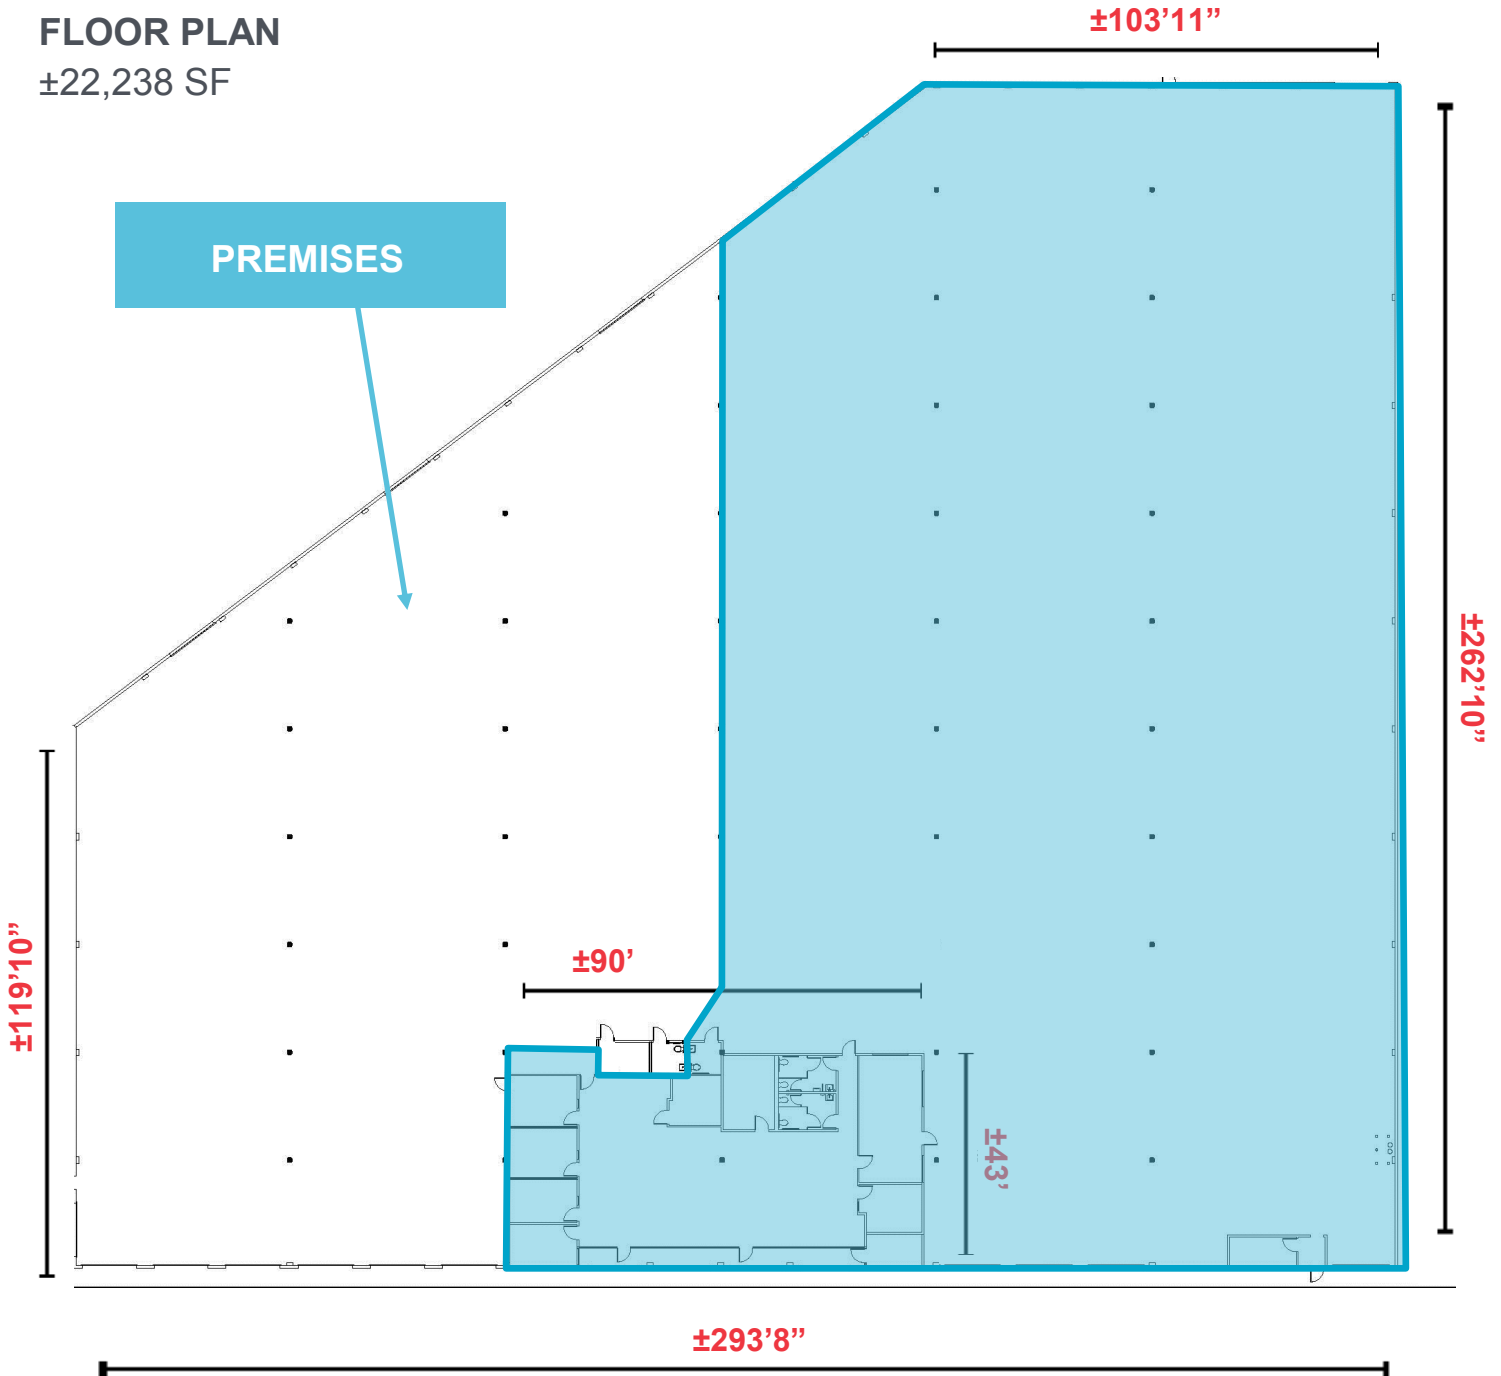 FLOOR PLAN
±22,238 SF
±103’11”
PREMISES
±262’10”
±119’10”
±90’
±43’
±293’8”